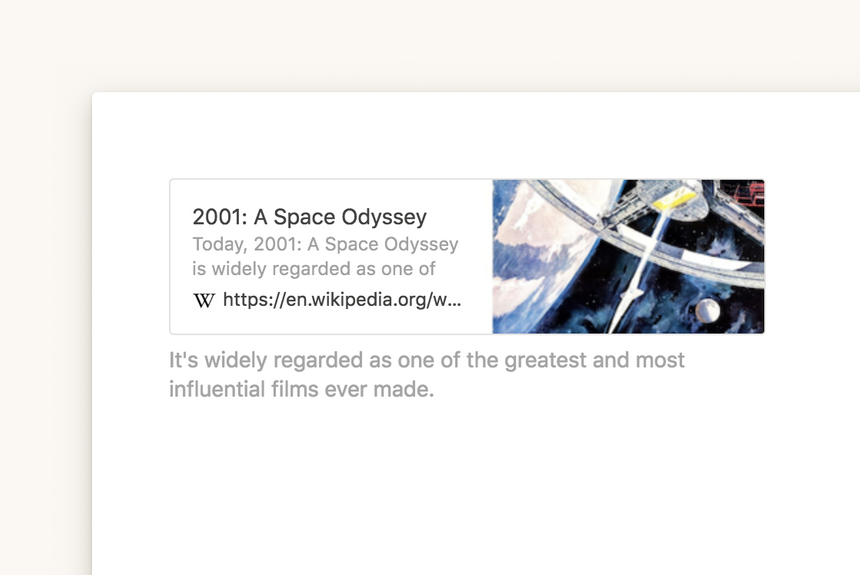 2001: A Space Odyssey
Today, 2001: A Space Odyssey
is widely regarded as one of
W https://en.wikipedia.org/w...
It's widely regarded as one of the greatest and most
influential films ever made.